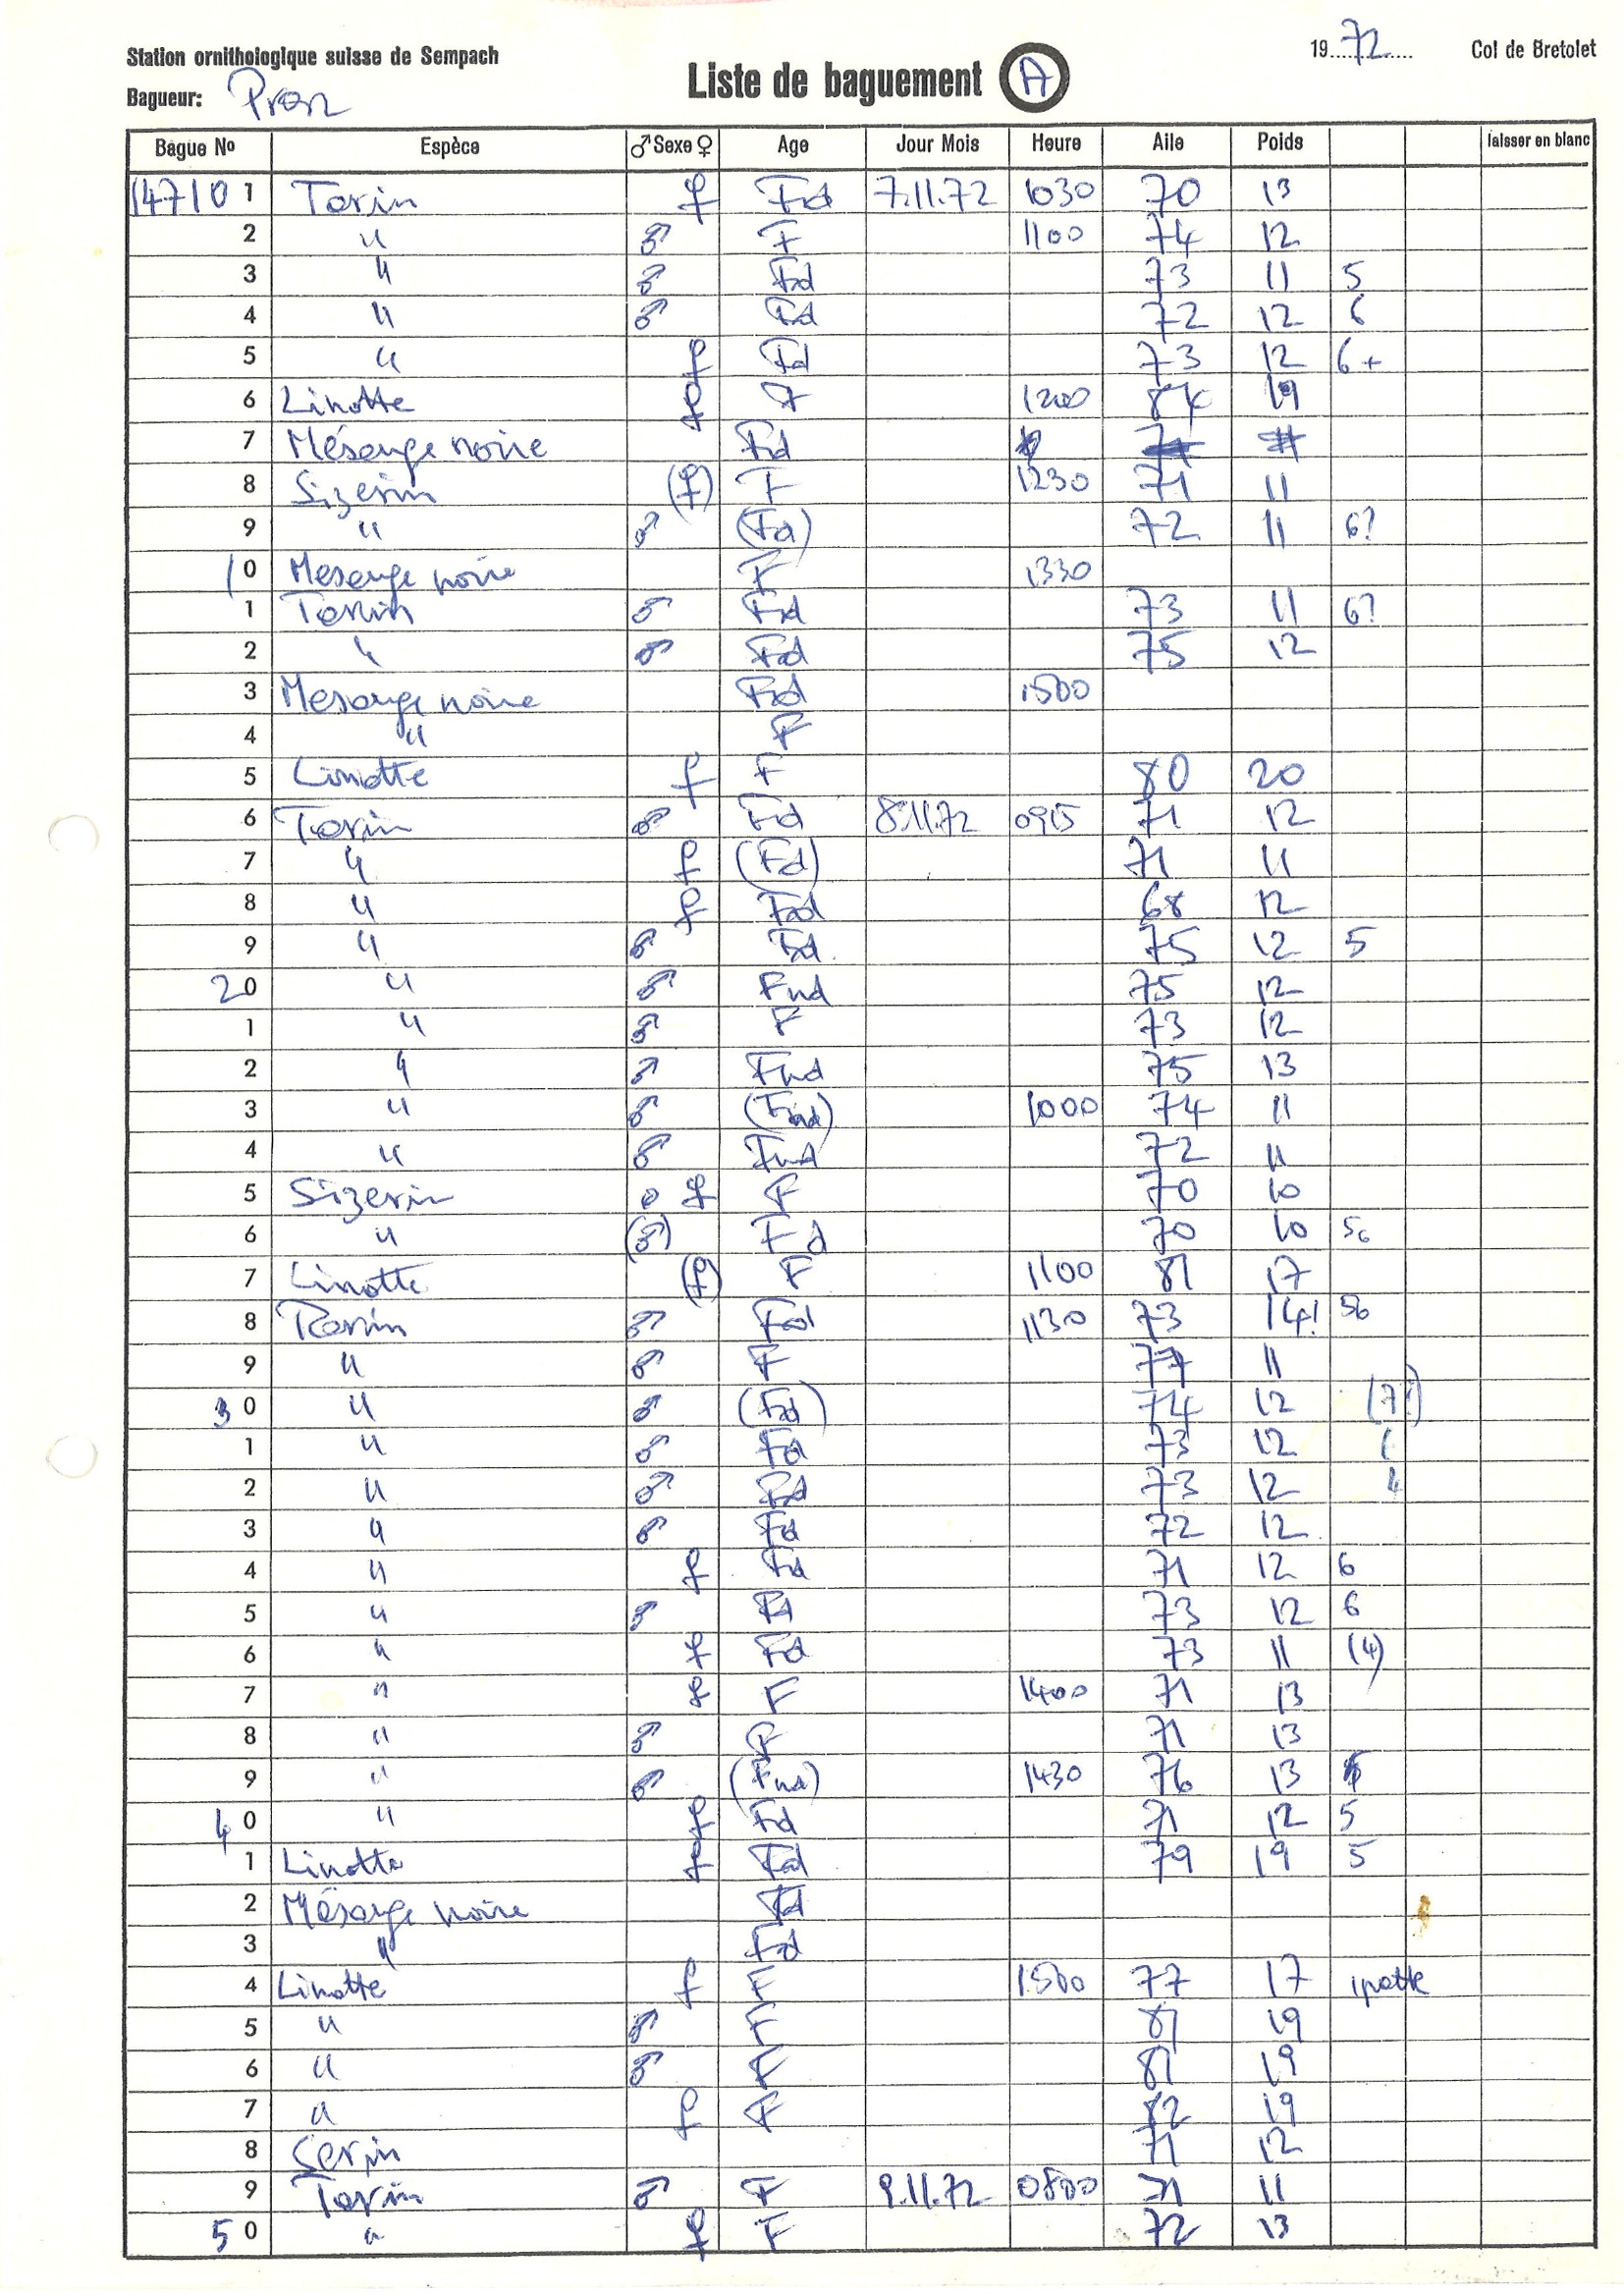 Station ornithologique suisse de Sempach
Liste de baguement A
1972 Col de Bretolet
Bagueur:
Bague Nº Espèce ♂ Sexe ♀ Age Jour Mois Heure Aile Poids laisser en blanc
147101 Tarin ♀ Fnd 7.11.72 1030 70 13
2 " ♂ F 1100 74 12
3 " ♂ Fd 73 11 5
4 " ♂ Fd 72 12 6
5 " ♀ Fd 73 12 6+
6 Linotte ♀ F 1200 84 19
7 Mésange noire Fd
8 Sizerin (♀) F 1230 71 11
9 " ♂ (Fd) 72 11 6?
10 Mesange noire F 1330
1 Tarin ♂ Fd 73 11 6?
2 " ♂ Fd 75 12
3 Mesange noire Fd 1500
4 " F
5 Linotte ♀ F 80 20
6 Tarin ♂ Fd 8.11.72 0915 71 12
7 " ♀ (Fd) 71 11
8 " ♀ Fd 68 12
9 " ♂ Fd 75 12 5
20 " ♂ Fnd 75 12
1 " ♂ F 73 12
2 " ♂ Fnd 75 13
3 " ♂ (Fnd) 1000 74 11
4 " ♂ Fnd 72 11
5 Sizerin ♀ F 70 10
6 " (♂) Fd 70 10 56
7 Linotte (♀) F 1100 81 17
8 Tarin ♂ Fd 1130 73 14! 56
9 " ♂ F 77 11
30 " ♂ (Fd) 74 12 (7?)
1 " ♂ Fd 73 12
2 " ♂ Fd 73 12 4
3 " ♂ Fd 72 12
4 " ♀ Fd 71 12 6
5 " ♂ Fd 73 12 6
6 " ♀ Fd 73 11 (4)
7 " ♀ F 1400 71 13
8 " ♂ F 71 13
9 " ♂ (Fnd) 1430 76 13
40 " ♀ Fd 71 12 5
1 Linotte ♀ Fd 79 19 5
2 Mésange noire Fd
3 " Fd
4 Linotte ♀ F 1500 77 17 1patte
5 " ♂ F 81 19
6 " ♂ F 81 19
7 " ♀ F 82 19
8 Serin 71 12
9 Tarin ♂ F 9.11.72 0800 71 11
50 " ♀ F 72 13